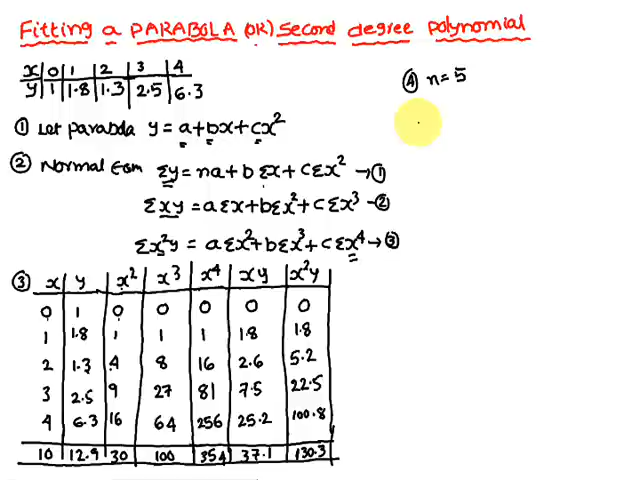 Fitting a PARABOLA (OR) Second degree polynomial
x 0 1 2 3 4
y 1 1.8 1.3 2.5 6.3
① Let parabola y = a+bx+cx²
② Normal Eqn Σy = na+bΣx+cΣx² →①
Σxy = aΣx+bΣx²+cΣx³ →②
Σx²y = aΣx²+bΣx³+cΣx⁴ →③
③ x y x² x³ x⁴ xy x²y
0 1 0 0 0 0 0
1 1.8 1 1 1 1.8 1.8
2 1.3 4 8 16 2.6 5.2
3 2.5 9 27 81 7.5 22.5
4 6.3 16 64 256 25.2 100.8
10 12.9 30 100 354 37.1 130.3
④ n=5